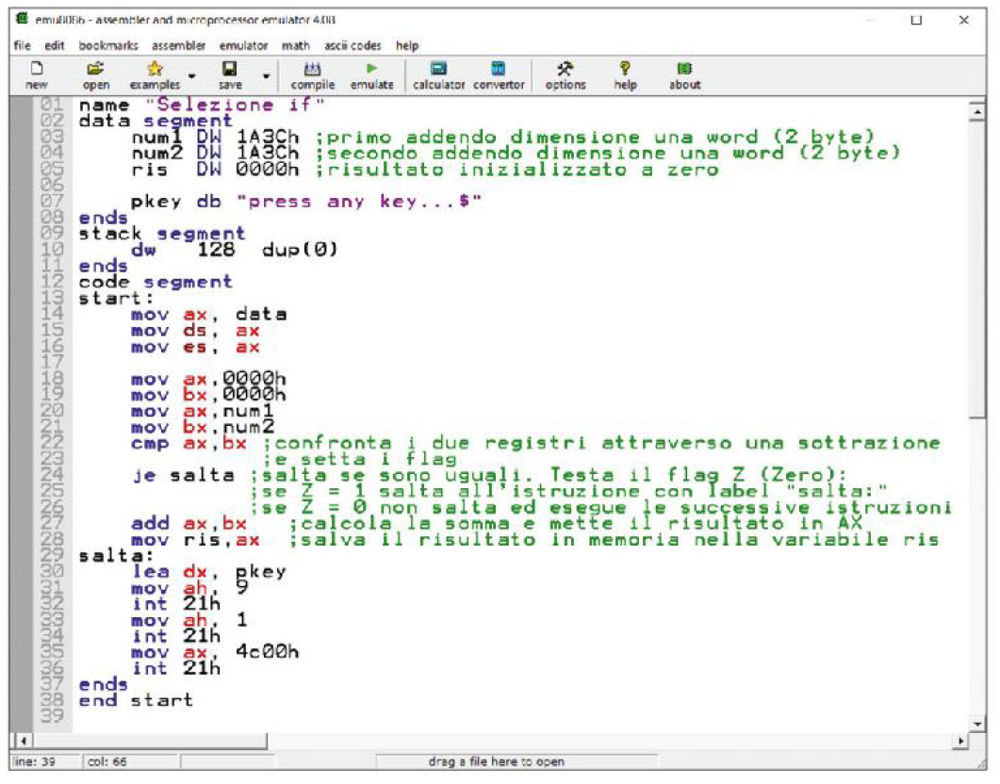 emu8086 - assembler and microprocessor emulator 4.08
file edit bookmarks assembler emulator math ascii codes help
new open examples save compile emulate calculator convertor options help about
01 name "Selezione if"
02 data segment
03 num1 DW 1A3Ch ;primo addendo dimensione una word (2 byte)
04 num2 DW 1A3Ch ;secondo addendo dimensione una word (2 byte)
05 ris DW 0000h ;risultato inizializzato a zero
06
07 pkey db "press any key...$"
08 ends
09 stack segment
10 dw 128 dup(0)
11 ends
12 code segment
13 start:
14 mov ax, data
15 mov ds, ax
16 mov es, ax
17
18 mov ax,0000h
19 mov bx,0000h
20 mov ax,num1
21 mov bx,num2
22 cmp ax,bx ;confronta i due registri attraverso una sottrazione
23 ;e setta i flag
24 je salta ;salta se sono uguali. Testa il flag Z (Zero):
25 ;se Z = 1 salta all'istruzione con label "salta:"
26 ;se Z = 0 non salta ed esegue le successive istruzioni
27 add ax,bx ;calcola la somma e mette il risultato in AX
28 mov ris,ax ;salva il risultato in memoria nella variabile ris
29 salta:
30 lea dx, pkey
31 mov ah, 9
32 int 21h
33 mov ah, 1
34 int 21h
35 mov ax, 4c00h
36 int 21h
37 ends
38 end start
39
line: 39 col: 66 drag a file here to open